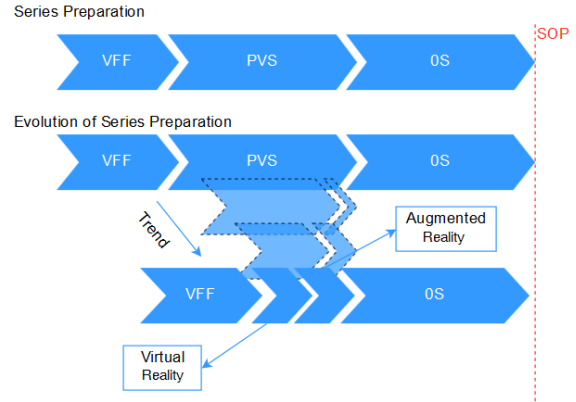 Series Preparation
SOP
VFF PVS 0S
Evolution of Series Preparation
VFF PVS 0S
Trend
Augmented
Reality
VFF 0S
Virtual
Reality